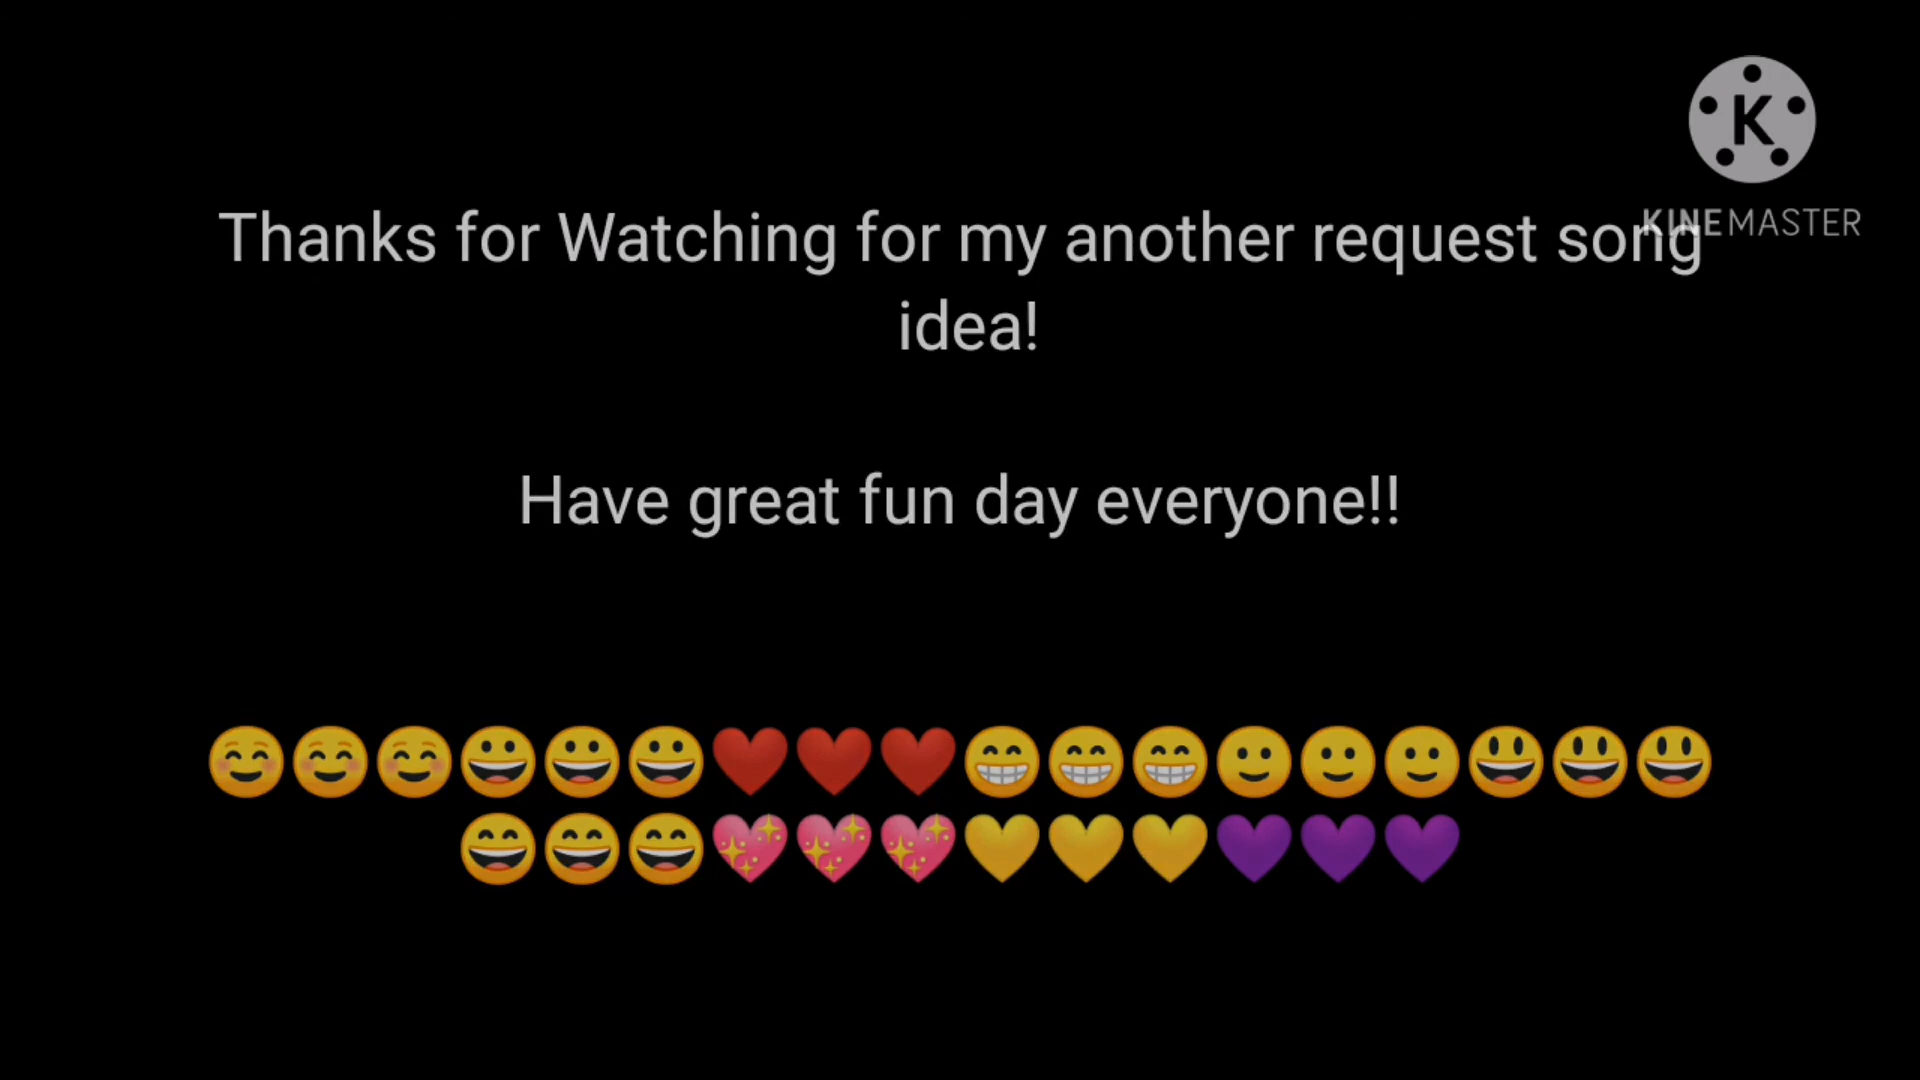 K
KINEMASTER
Thanks for Watching for my another request song
idea!
Have great fun day everyone!!
☺️☺️☺️😀😀😀❤️❤️❤️😁😁😁🙂🙂🙂😃😃😃
😄😄😄💖💖💖💛💛💛💜💜💜